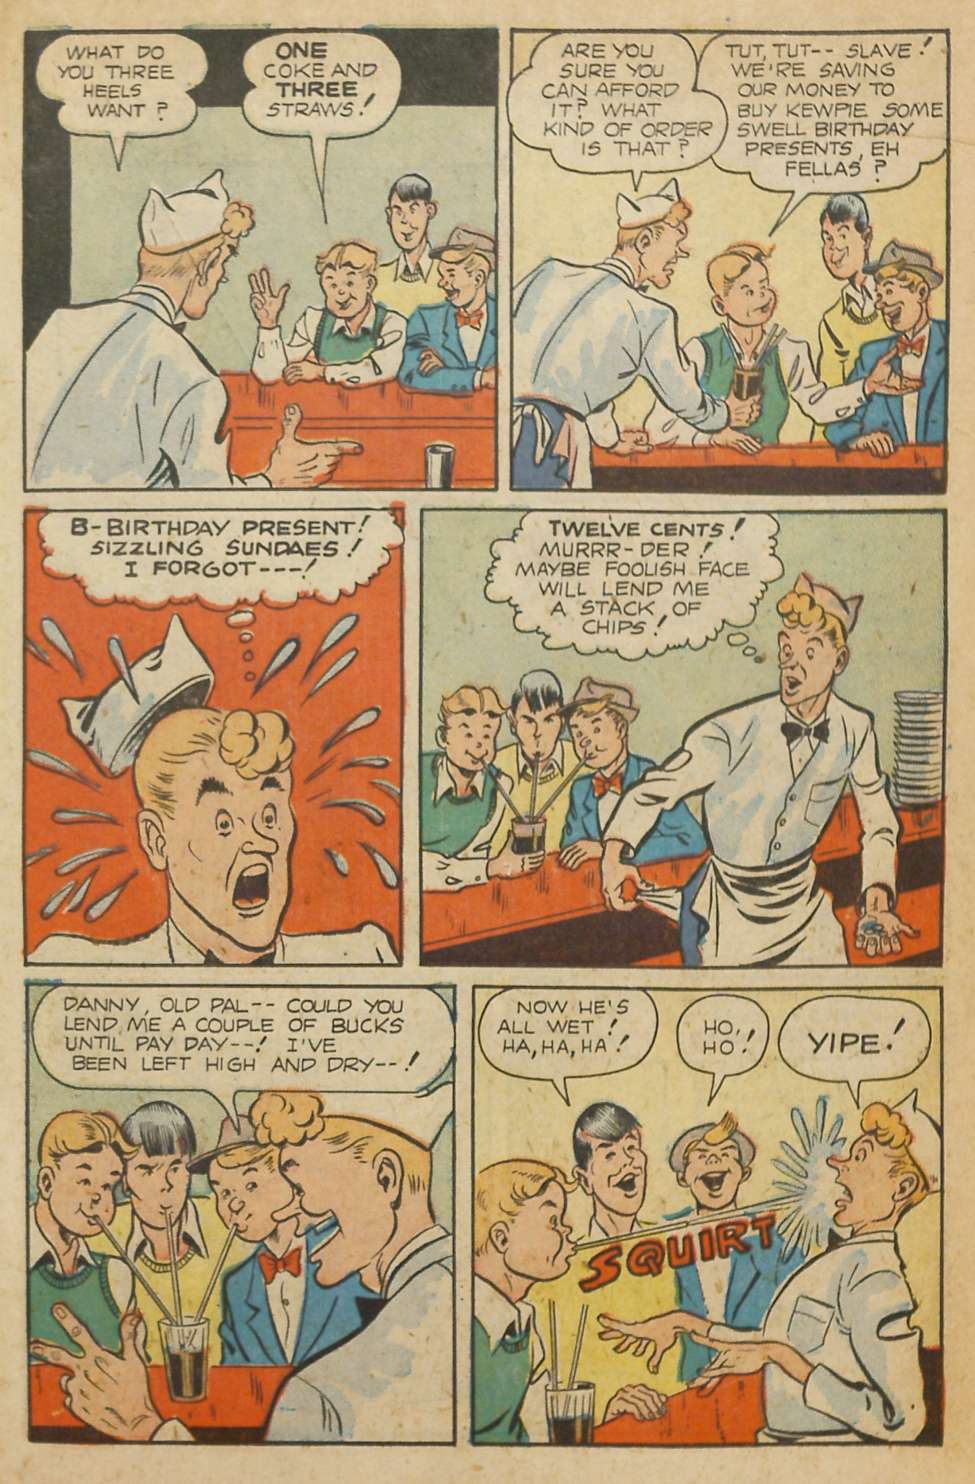 WHAT DO
YOU THREE
HEELS
WANT?
ONE
COKE AND
THREE
STRAWS!
ARE YOU
SURE YOU
CAN AFFORD
IT? WHAT
KIND OF ORDER
IS THAT?
TUT, TUT-- SLAVE!
WE'RE SAVING
OUR MONEY TO
BUY KEWPIE SOME
SWELL BIRTHDAY
PRESENTS, EH
FELLAS?
B-BIRTHDAY PRESENT!
SIZZLING SUNDAES!
I FORGOT---!
TWELVE CENTS!
MURRR-DER!
MAYBE FOOLISH FACE
WILL LEND ME
A STACK OF
CHIPS!
DANNY, OLD PAL-- COULD YOU
LEND ME A COUPLE OF BUCKS
UNTIL PAY DAY--! I'VE
BEEN LEFT HIGH AND DRY--!
NOW HE'S
ALL WET!
HA, HA, HA!
HO,
HO!
YIPE!
SQUIRT